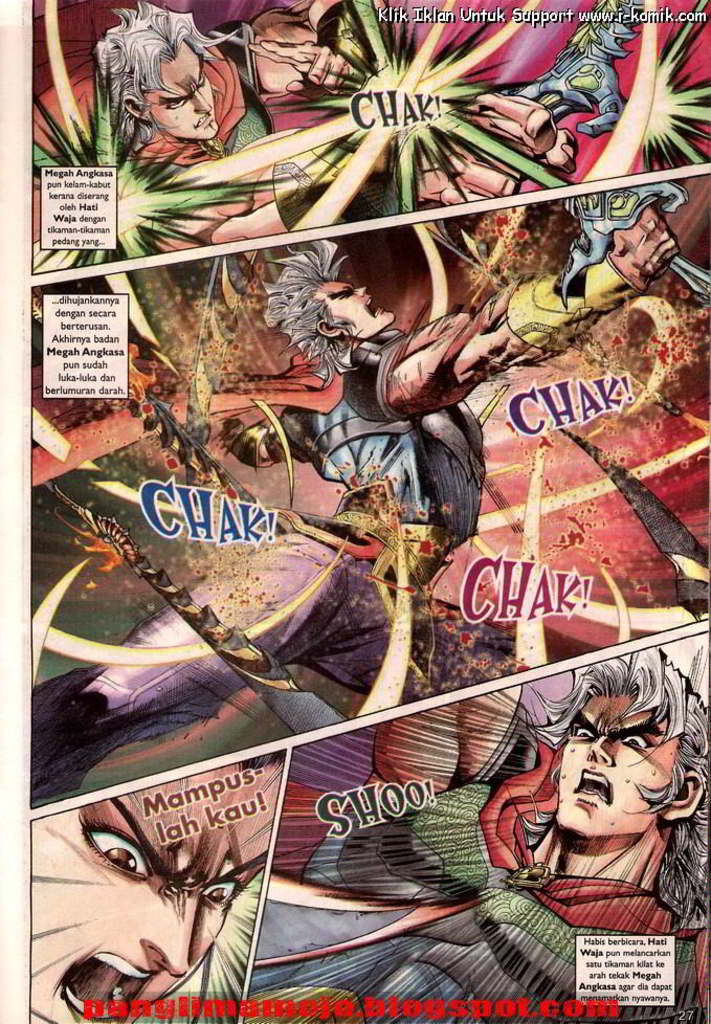 Klik Iklan Untuk Support www.i-komik.com
CHAK!
Megah Angkasa
pun kelam-kabut
kerana diserang
oleh Hati
Waja dengan
tikaman-tikaman
pedang yang...
...dihujankannya
dengan secara
berterusan.
Akhirnya badan
Megah Angkasa
pun sudah
luka-luka dan
berlumuran darah.
CHAK!
CHAK!
CHAK!
Mampus-
lah kau!
SHOO!
Habis berbicara, Hati
Waja pun melancarkan
satu tikaman kilat ke
arah tekak Megah
Angkasa agar dia dapat
menamatkan nyawanya.
panglimamaja.blogspot.com
27